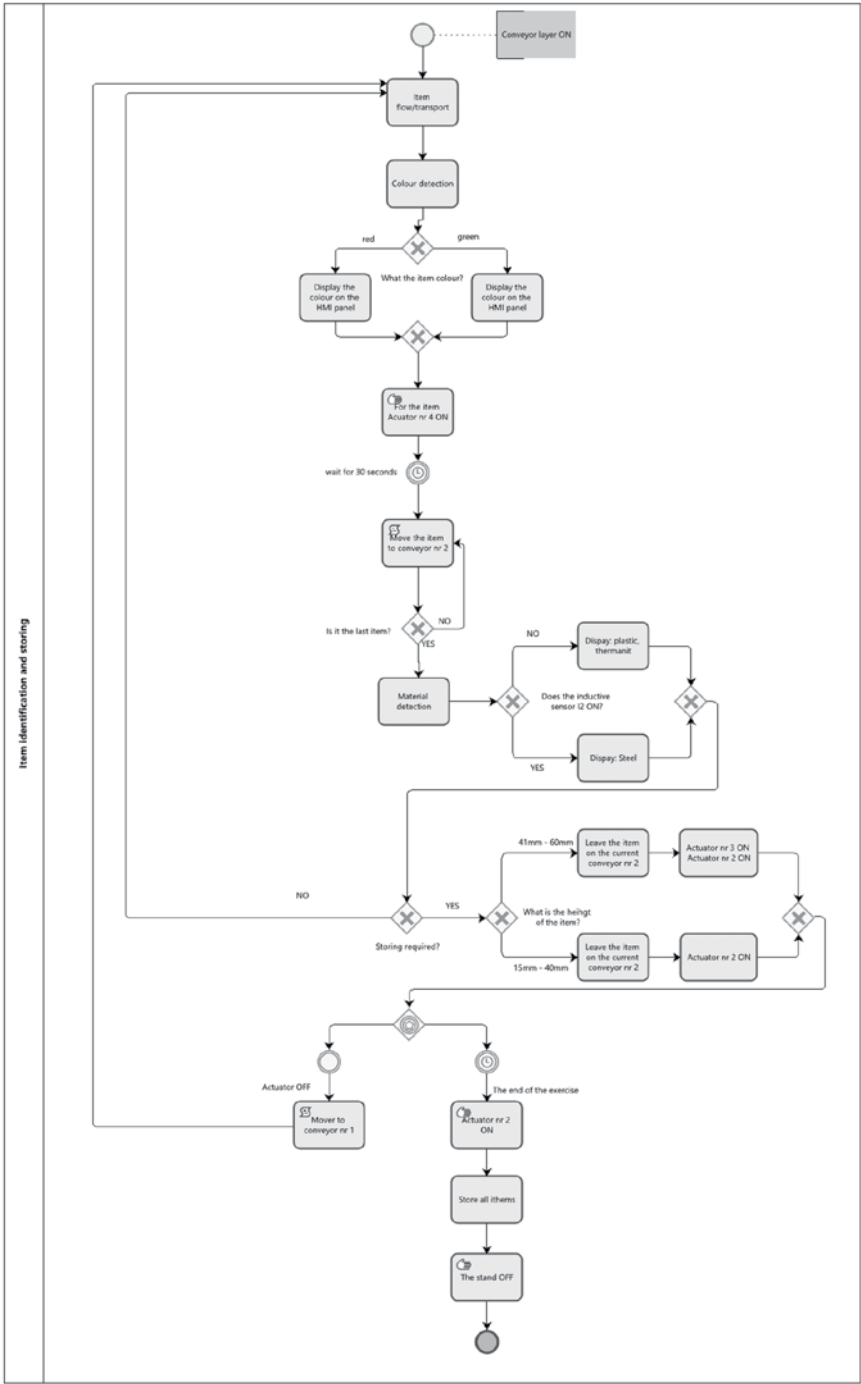 Conveyor layer ON
Item
flow/transport
Colour detection
red
green
What the item colour?
Display the
colour on the
HMI panel
Display the
colour on the
HMI panel
For the item
Acuator nr 4 ON
wait for 30 seconds
Move the item
to conveyor nr 2
Is it the last item?
NO
YES
Material
detection
NO
Dispay: plastic,
thermanit
Does the inductive
sensor I2 ON?
YES
Dispay: Steel
Item identification and storing
41mm - 60mm
Leave the item
on the current
conveyor nr 2
Actuator nr 3 ON
Actuator nr 2 ON
NO
YES
What is the heihgt
of the item?
Storing required?
15mm - 40mm
Leave the item
on the current
conveyor nr 2
Actuator nr 2 ON
Actuator OFF
The end of the exercise
Mover to
conveyor nr 1
Actuator nr 2
ON
Store all ithems
The stand OFF